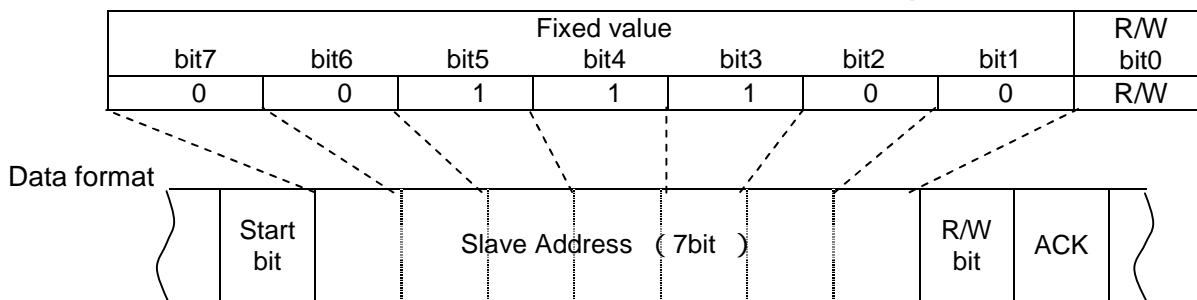 Fixed value R/W
bit7 bit6 bit5 bit4 bit3 bit2 bit1 bit0
0 0 1 1 1 0 0 R/W
Data format
Start bit Slave Address ( 7bit ) R/W bit ACK